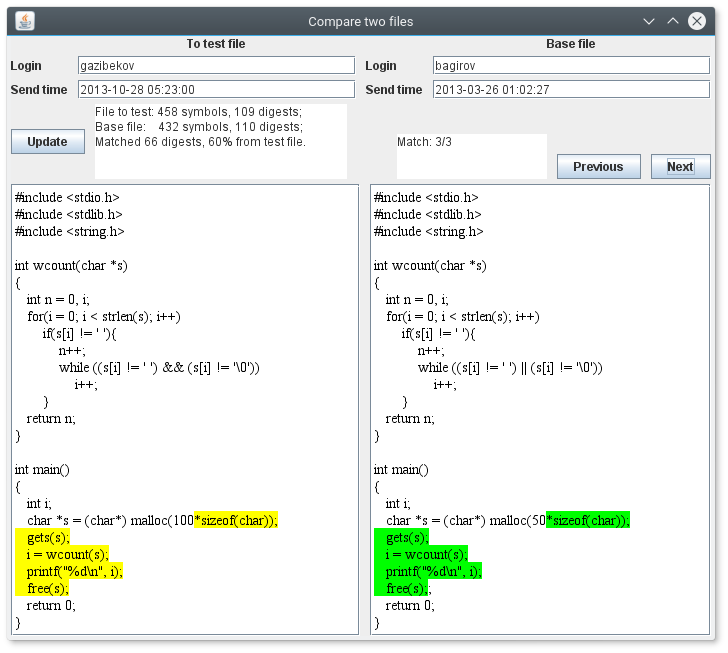 Compare two files
To test file
Base file
Login
gazibekov
Login
bagirov
Send time
2013-10-28 05:23:00
Send time
2013-03-26 01:02:27
Update
File to test: 458 symbols, 109 digests;
Base file: 432 symbols, 110 digests;
Matched 66 digests, 60% from test file.
Match: 3/3
Previous
Next
#include <stdio.h>
#include <stdlib.h>
#include <string.h>
int wcount(char *s)
{
int n = 0, i;
for(i = 0; i < strlen(s); i++)
if(s[i] != ' '){
n++;
while ((s[i] != ' ') && (s[i] != '\0'))
i++;
}
return n;
}
int main()
{
int i;
char *s = (char*) malloc(100*sizeof(char));
gets(s);
i = wcount(s);
printf("%d\n", i);
free(s);
return 0;
}
#include <stdio.h>
#include <stdlib.h>
#include <string.h>
int wcount(char *s)
{
int n = 0, i;
for(i = 0; i < strlen(s); i++)
if(s[i] != ' '){
n++;
while ((s[i] != ' ') || (s[i] != '\0'))
i++;
}
return n;
}
int main()
{
int i;
char *s = (char*) malloc(50*sizeof(char));
gets(s);
i = wcount(s);
printf("%d\n", i);
free(s);;
return 0;
}